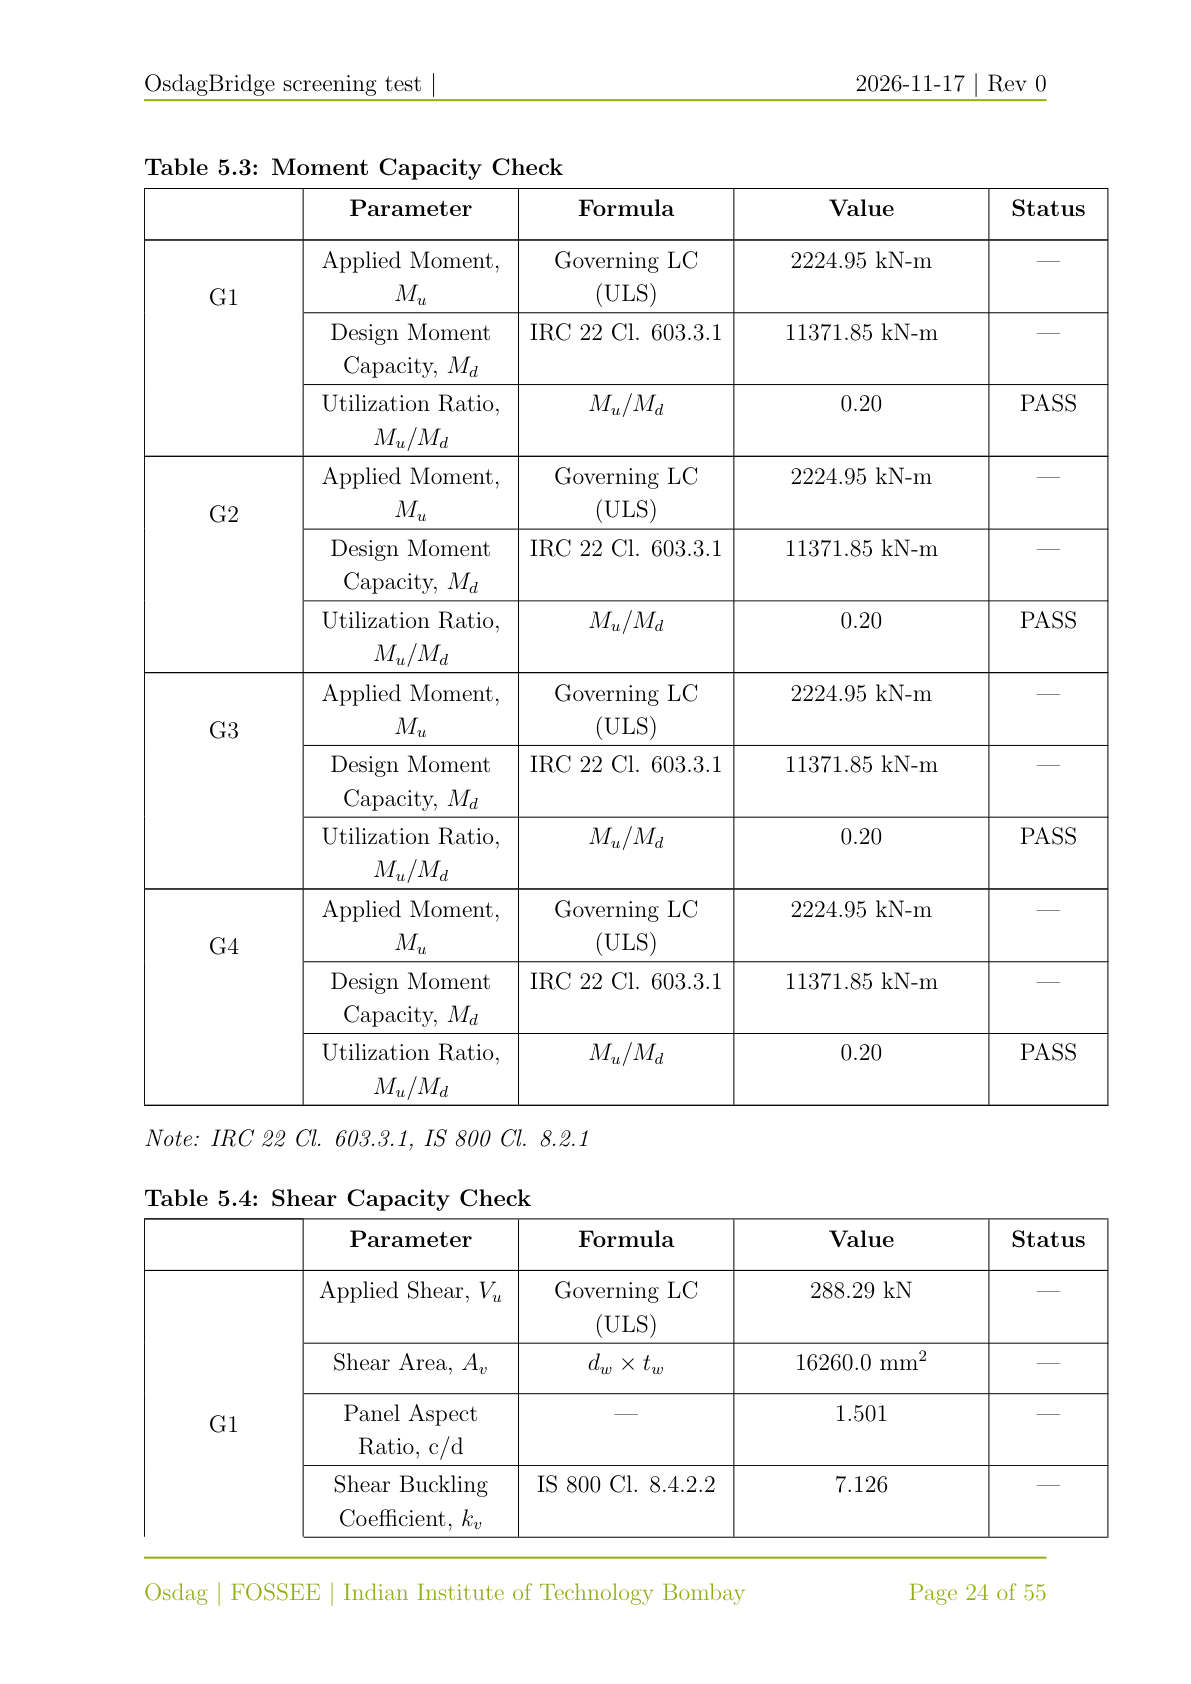 OsdagBridge screening test | 2026-11-17 | Rev 0
Table 5.3: Moment Capacity Check
Parameter Formula Value Status
G1
Applied Moment, Governing LC 2224.95 kN-m —
M_u (ULS)
Design Moment IRC 22 Cl. 603.3.1 11371.85 kN-m —
Capacity, M_d
Utilization Ratio, M_u/M_d 0.20 PASS
M_u/M_d
G2
Applied Moment, Governing LC 2224.95 kN-m —
M_u (ULS)
Design Moment IRC 22 Cl. 603.3.1 11371.85 kN-m —
Capacity, M_d
Utilization Ratio, M_u/M_d 0.20 PASS
M_u/M_d
G3
Applied Moment, Governing LC 2224.95 kN-m —
M_u (ULS)
Design Moment IRC 22 Cl. 603.3.1 11371.85 kN-m —
Capacity, M_d
Utilization Ratio, M_u/M_d 0.20 PASS
M_u/M_d
G4
Applied Moment, Governing LC 2224.95 kN-m —
M_u (ULS)
Design Moment IRC 22 Cl. 603.3.1 11371.85 kN-m —
Capacity, M_d
Utilization Ratio, M_u/M_d 0.20 PASS
M_u/M_d
Note: IRC 22 Cl. 603.3.1, IS 800 Cl. 8.2.1
Table 5.4: Shear Capacity Check
Parameter Formula Value Status
G1
Applied Shear, V_u Governing LC 288.29 kN —
(ULS)
Shear Area, A_v d_w × t_w 16260.0 mm² —
Panel Aspect — 1.501 —
Ratio, c/d
Shear Buckling IS 800 Cl. 8.4.2.2 7.126 —
Coefficient, k_v
Osdag | FOSSEE | Indian Institute of Technology Bombay Page 24 of 55